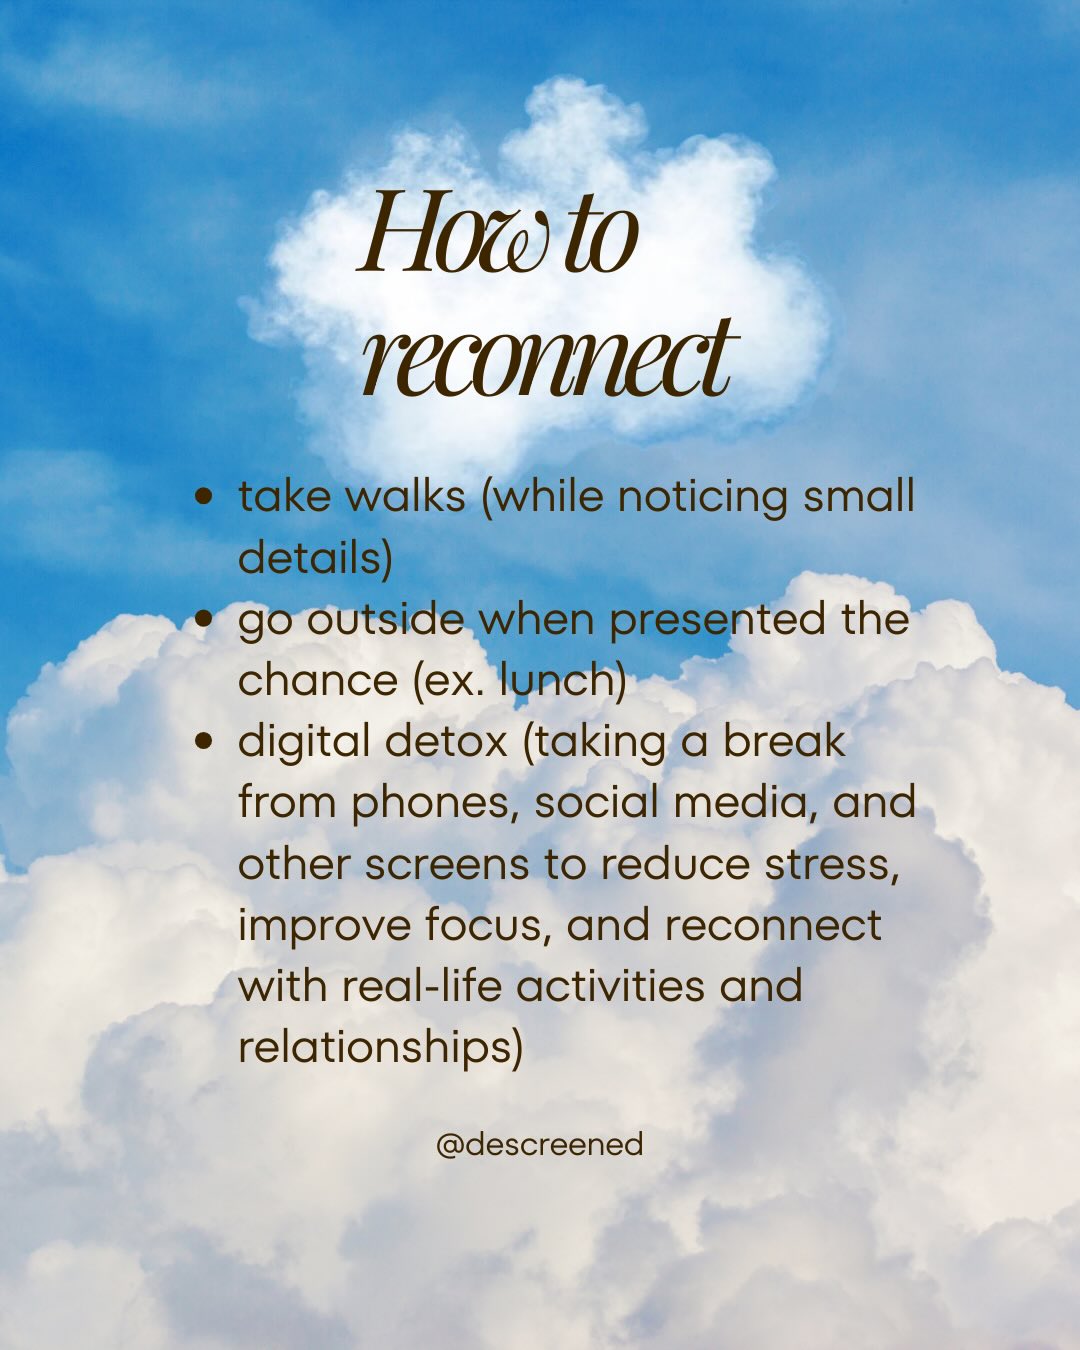 How to
reconnect
• take walks (while noticing small
details)
• go outside when presented the
chance (ex. lunch)
• digital detox (taking a break
from phones, social media, and
other screens to reduce stress,
improve focus, and reconnect
with real-life activities and
relationships)
@descreened